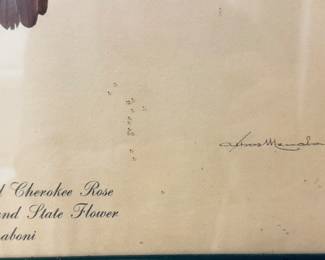 d Cherokee Rose
and State Flower
aboni